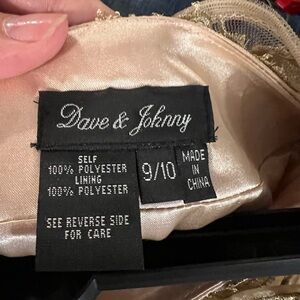 Dave & Johnny
SELF
100% POLYESTER
LINING
100% POLYESTER
SEE REVERSE SIDE
FOR CARE
9/10
MADE
IN
CHINA